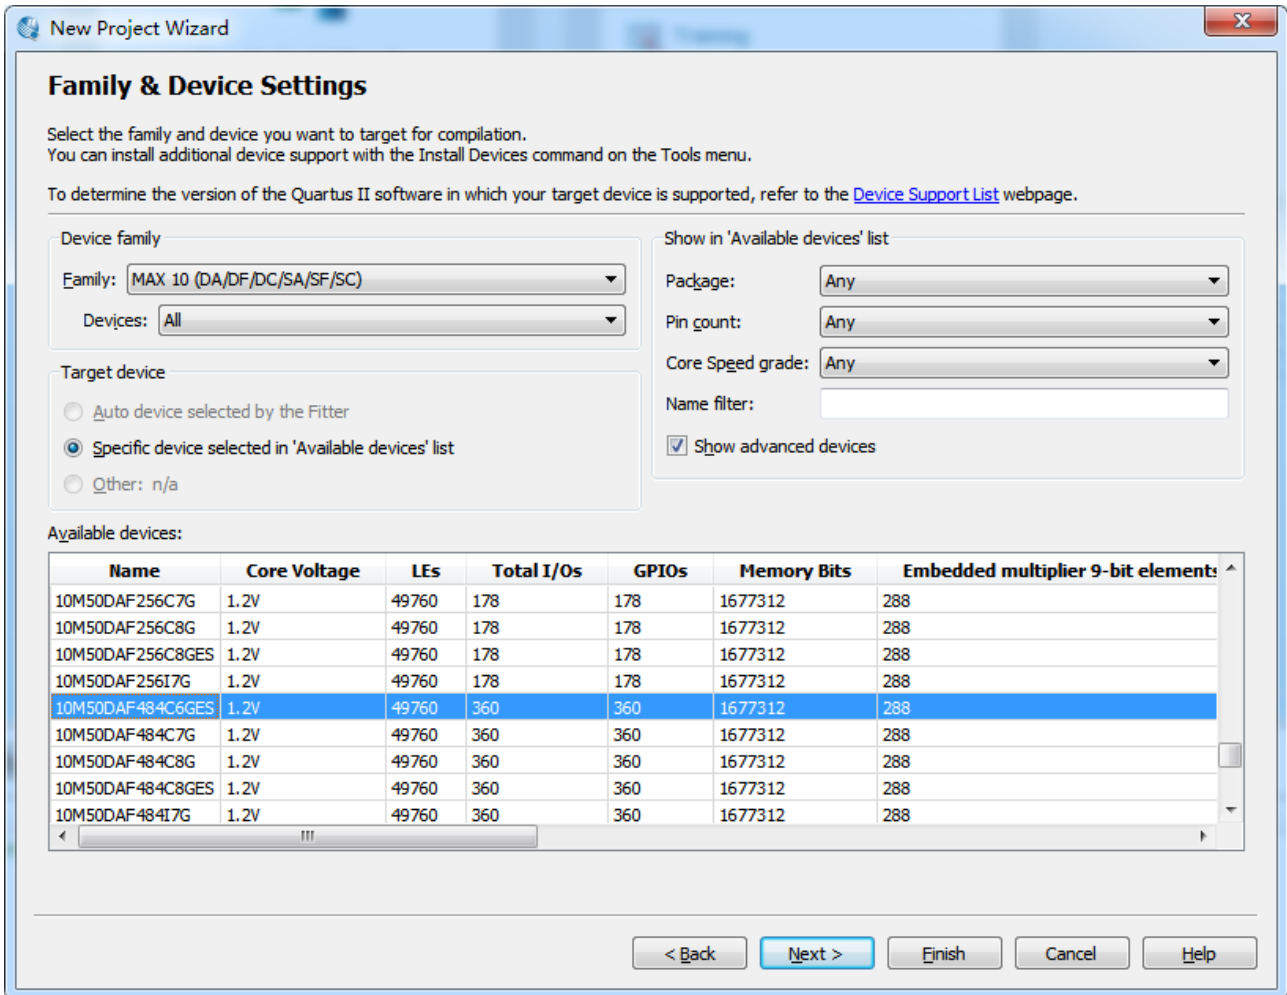 New Project Wizard
Training
Family & Device Settings
Select the family and device you want to target for compilation.
You can install additional device support with the Install Devices command on the Tools menu.
To determine the version of the Quartus II software in which your target device is supported, refer to the Device Support List webpage.
Device family
Family: MAX 10 (DA/DF/DC/SA/SF/SC)
Devices: All
Target device
Auto device selected by the Fitter
Specific device selected in 'Available devices' list
Other: n/a
Show in 'Available devices' list
Package: Any
Pin count: Any
Core Speed grade: Any
Name filter:
Show advanced devices
Available devices:
Name Core Voltage LEs Total I/Os GPIOs Memory Bits Embedded multiplier 9-bit elements
10M50DAF256C7G 1.2V 49760 178 178 1677312 288
10M50DAF256C8G 1.2V 49760 178 178 1677312 288
10M50DAF256C8GES 1.2V 49760 178 178 1677312 288
10M50DAF256I7G 1.2V 49760 178 178 1677312 288
10M50DAF484C6GES 1.2V 49760 360 360 1677312 288
10M50DAF484C7G 1.2V 49760 360 360 1677312 288
10M50DAF484C8G 1.2V 49760 360 360 1677312 288
10M50DAF484C8GES 1.2V 49760 360 360 1677312 288
10M50DAF484I7G 1.2V 49760 360 360 1677312 288
< Back
Next >
Finish
Cancel
Help